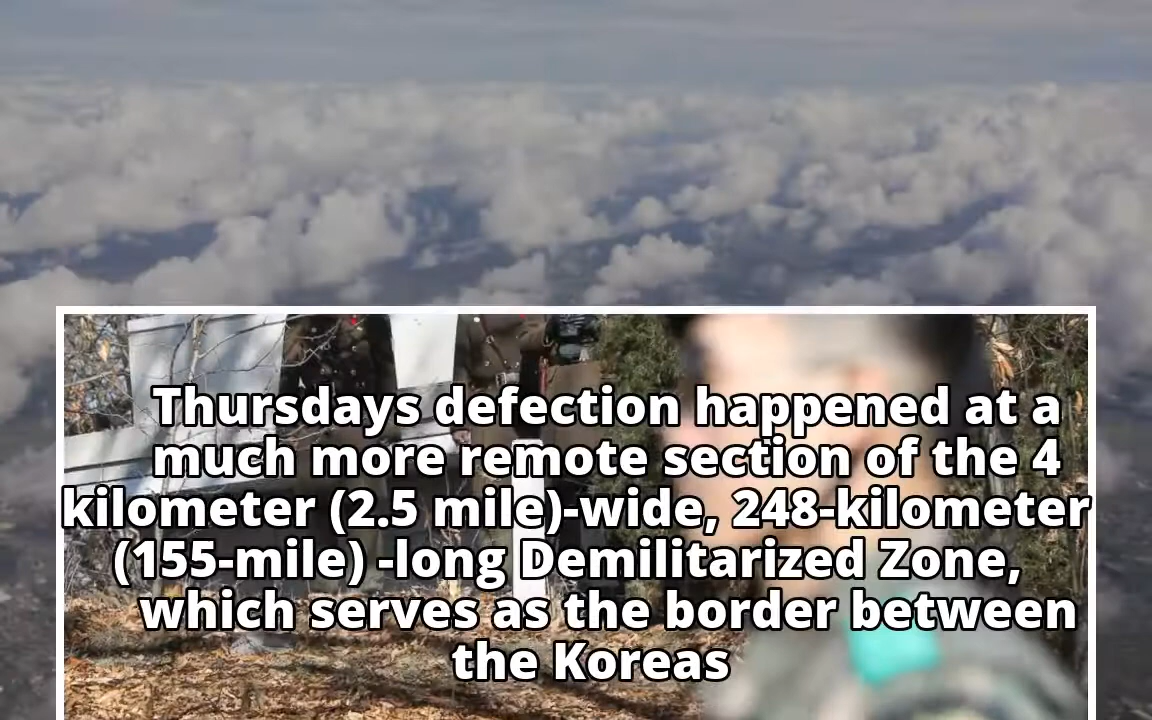 Thursdays defection happened at a
much more remote section of the 4
kilometer (2.5 mile)-wide, 248-kilometer
(155-mile) -long Demilitarized Zone,
which serves as the border between
the Koreas